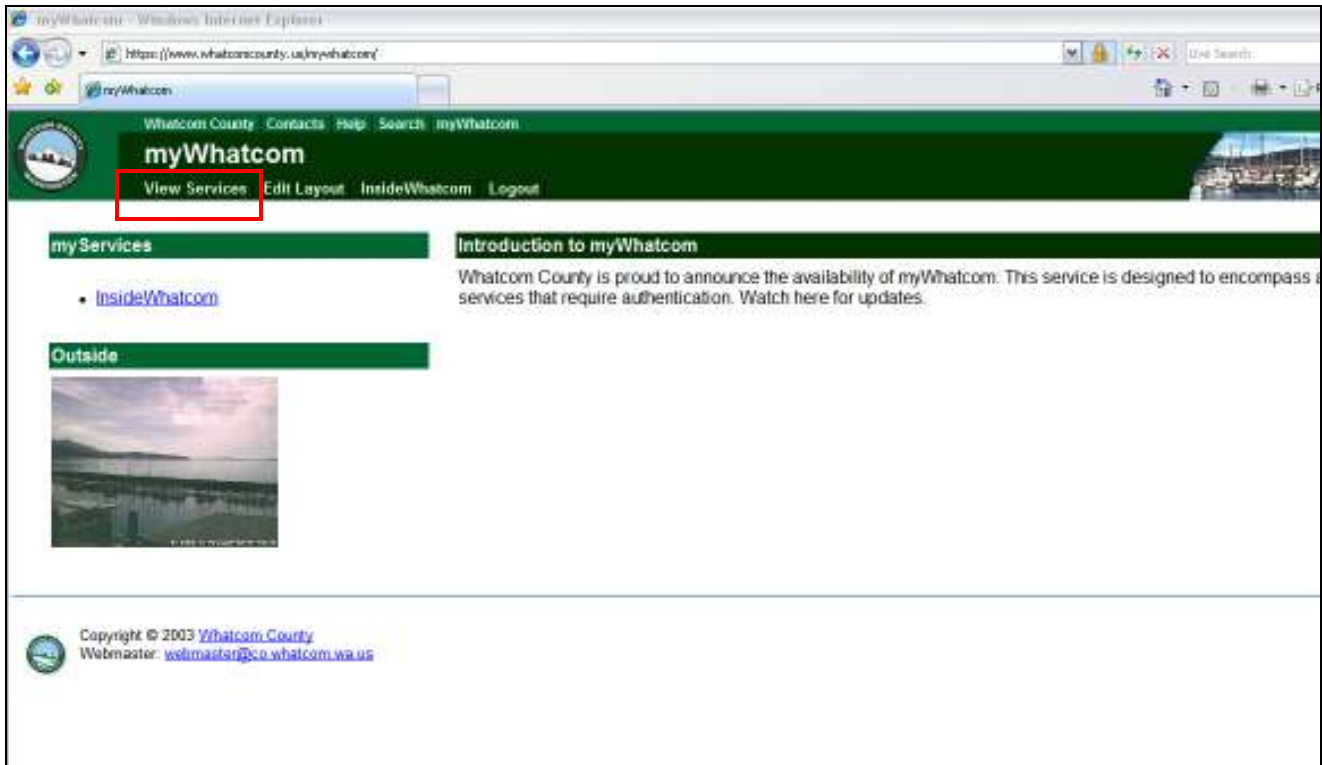 myWhatcom - Windows Internet Explorer
https://www.whatcomcounty.us/mywhatcom/
Live Search
myWhatcom
Whatcom County Contacts Help Search myWhatcom
myWhatcom
View Services Edit Layout InsideWhatcom Logout
myServices
• InsideWhatcom
Outside
Introduction to myWhatcom
Whatcom County is proud to announce the availability of myWhatcom. This service is designed to encompass
services that require authentication. Watch here for updates.
Copyright © 2003 Whatcom County
Webmaster: webmaster@co.whatcom.wa.us